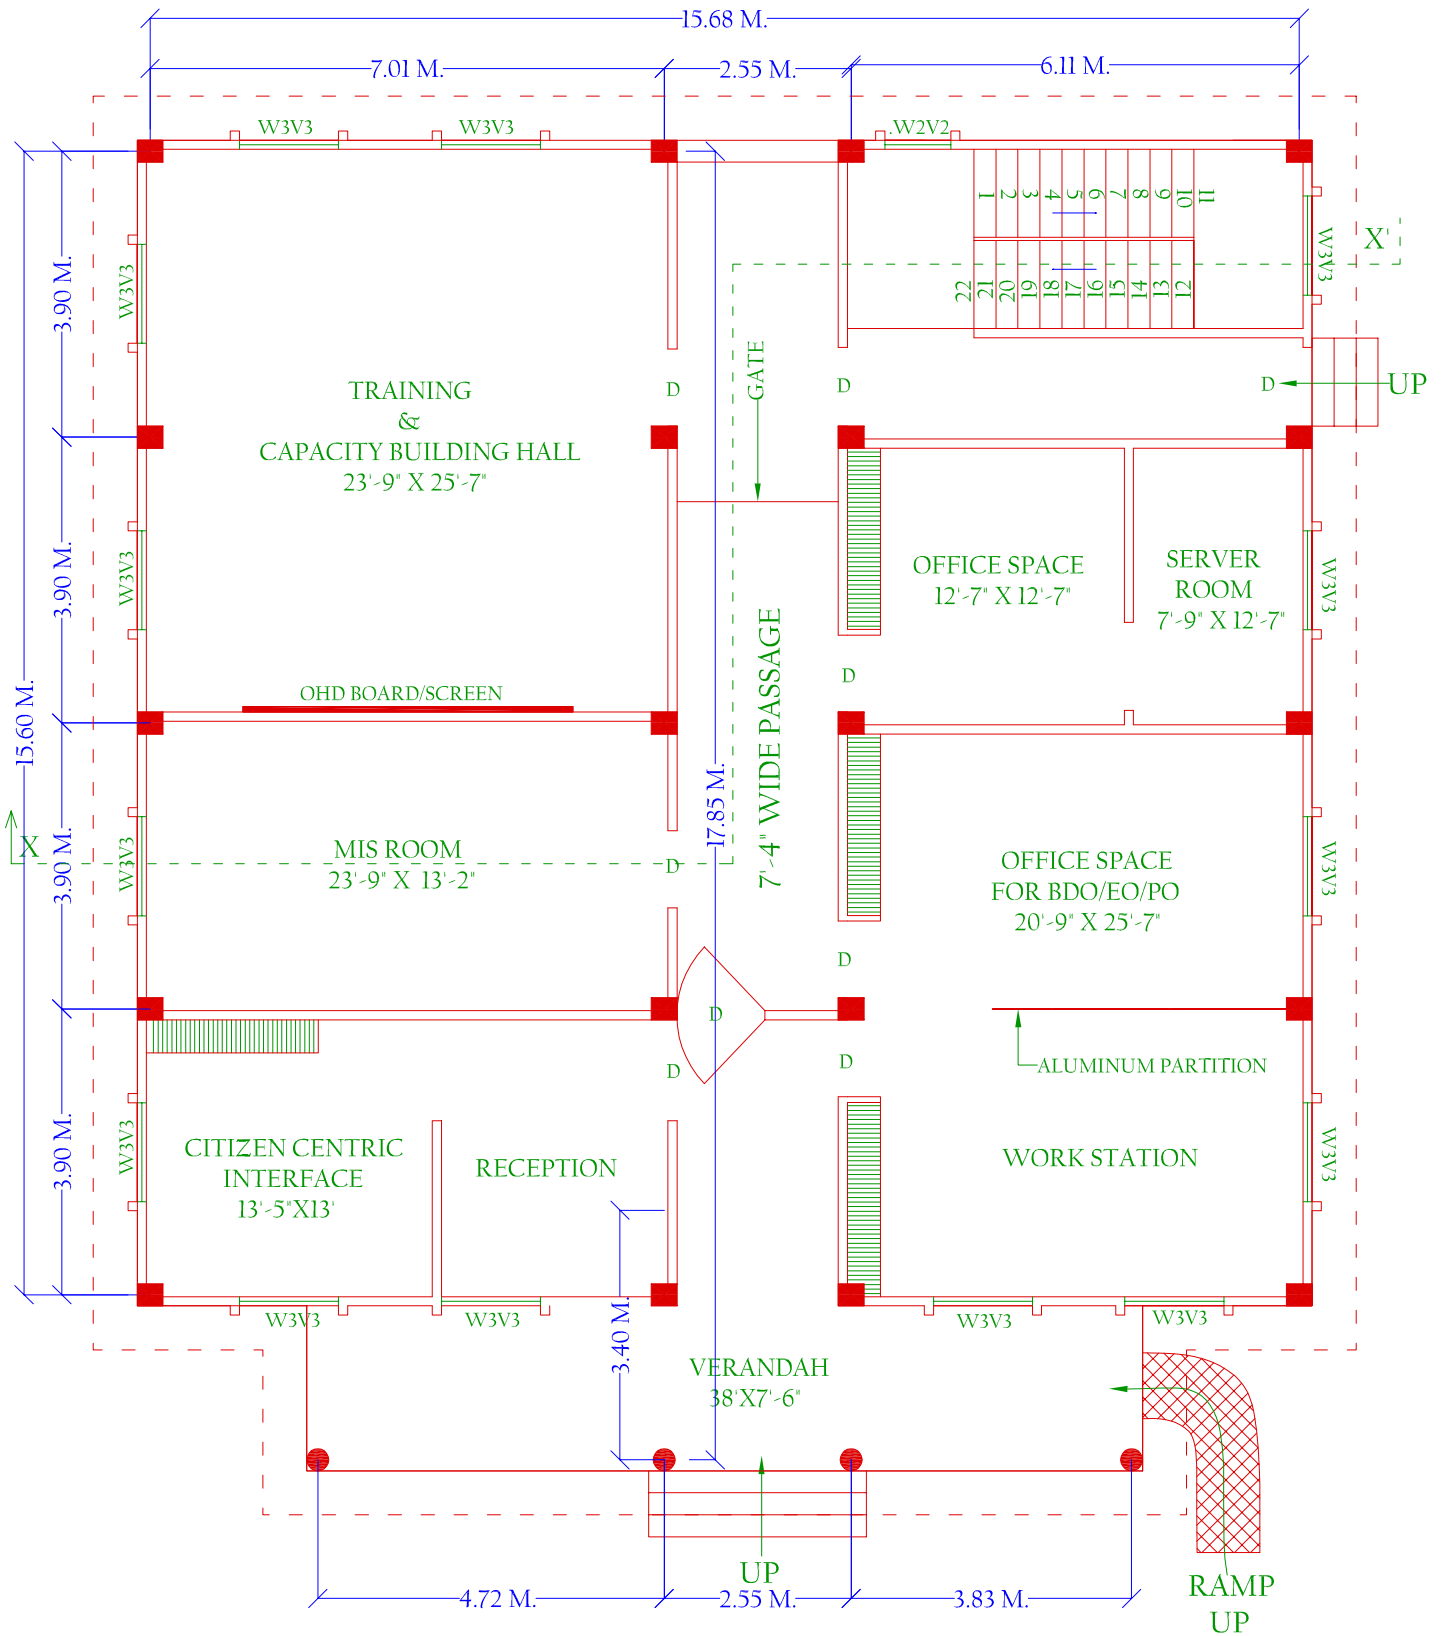 15.68 M.
7.01 M.
2.55 M.
6.11 M.
W3V3
W3V3
.W2V2
1
2
3
4
5
6
7
8
9
10
11
22
21
20
19
18
17
16
15
14
13
12
W3V3
X'
W3V3
3.90 M.
GATE
UP
D
D
D
TRAINING
&
CAPACITY BUILDING HALL
23'-9" X 25'-7"
OFFICE SPACE
12'-7" X 12'-7"
SERVER
ROOM
7'-9" X 12'-7"
W3V3
W3V3
3.90 M.
D
OHD BOARD/SCREEN
15.60 M.
7'-4" WIDE PASSAGE
17.85 M.
X
W3V3
3.90 M.
MIS ROOM
23'-9" X 13'-2"
D
OFFICE SPACE
FOR BDO/EO/PO
20'-9" X 25'-7"
W3V3
D
D
D
D
ALUMINUM PARTITION
W3V3
3.90 M.
CITIZEN CENTRIC
INTERFACE
13'-5"X13'
RECEPTION
WORK STATION
W3V3
W3V3
W3V3
W3V3
W3V3
3.40 M.
VERANDAH
38'X7'-6"
UP
RAMP
UP
4.72 M.
2.55 M.
3.83 M.